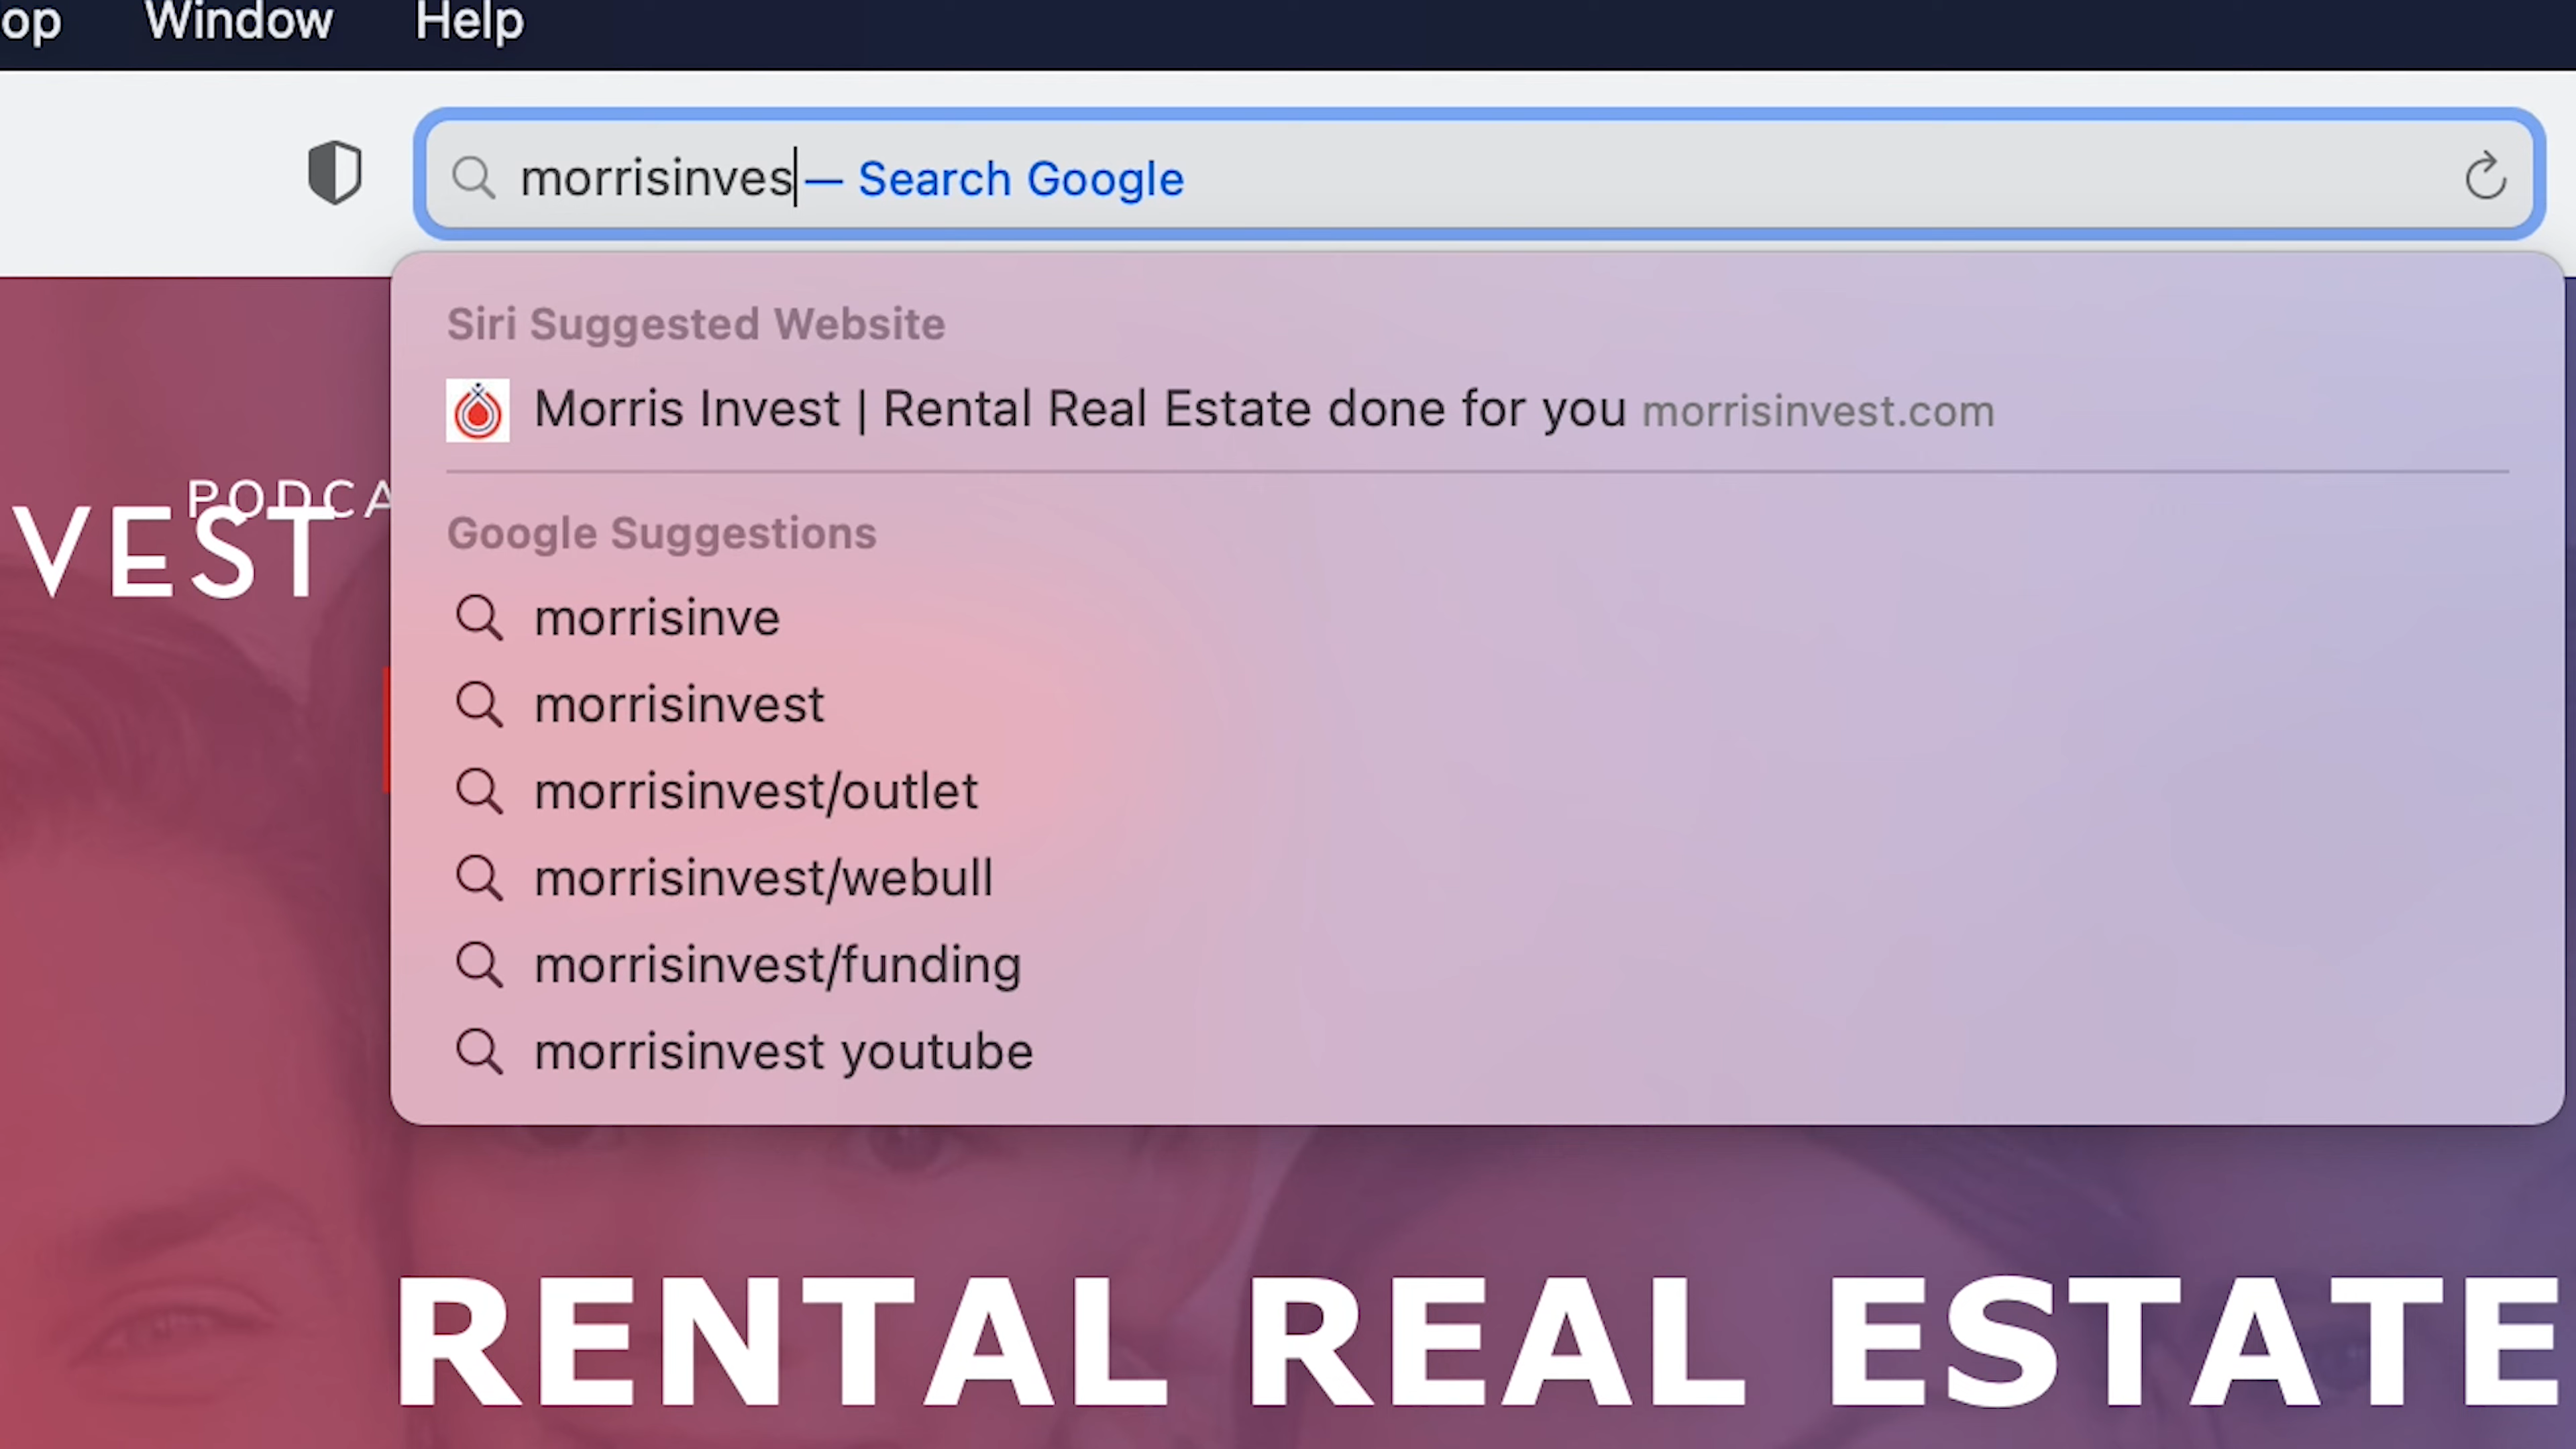 op Window Help
morrisinves — Search Google
Siri Suggested Website
Morris Invest | Rental Real Estate done for you morrisinvest.com
PODCA
VEST
Google Suggestions
morrisinve
morrisinvest
morrisinvest/outlet
morrisinvest/webull
morrisinvest/funding
morrisinvest youtube
RENTAL REAL ESTATE